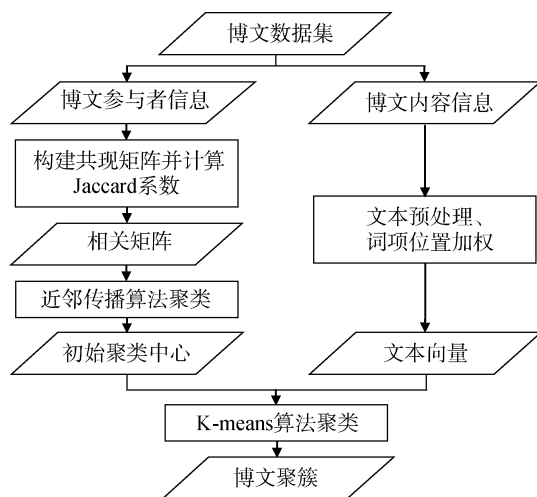 博文数据集
博文参与者信息
博文内容信息
构建共现矩阵并计算
Jaccard系数
文本预处理、
词项位置加权
相关矩阵
近邻传播算法聚类
初始聚类中心
文本向量
K-means算法聚类
博文聚簇